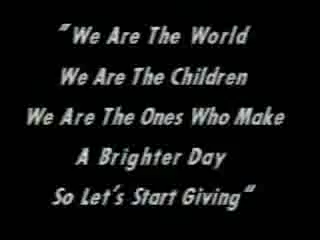 "We Are The World
We Are The Children
We Are The Ones Who Make
A Brighter Day
So Let's Start Giving"